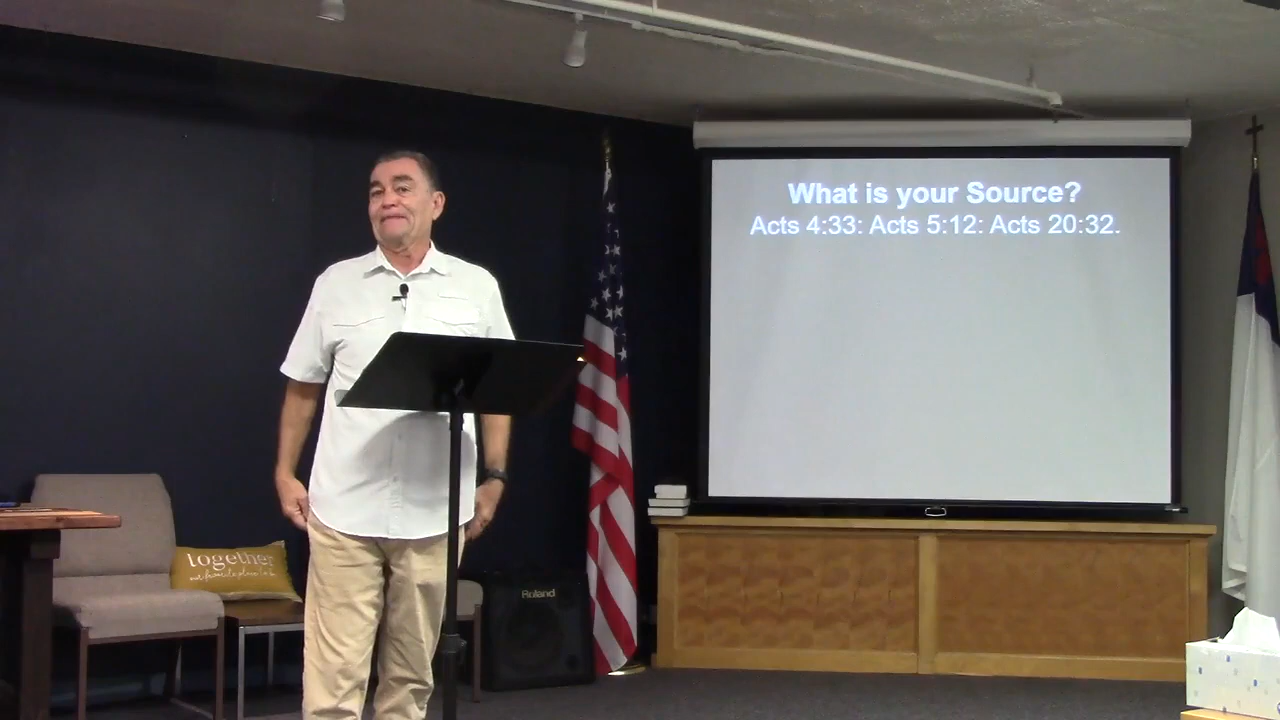 What is your Source?
Acts 4:33: Acts 5:12: Acts 20:32.
together
Roland